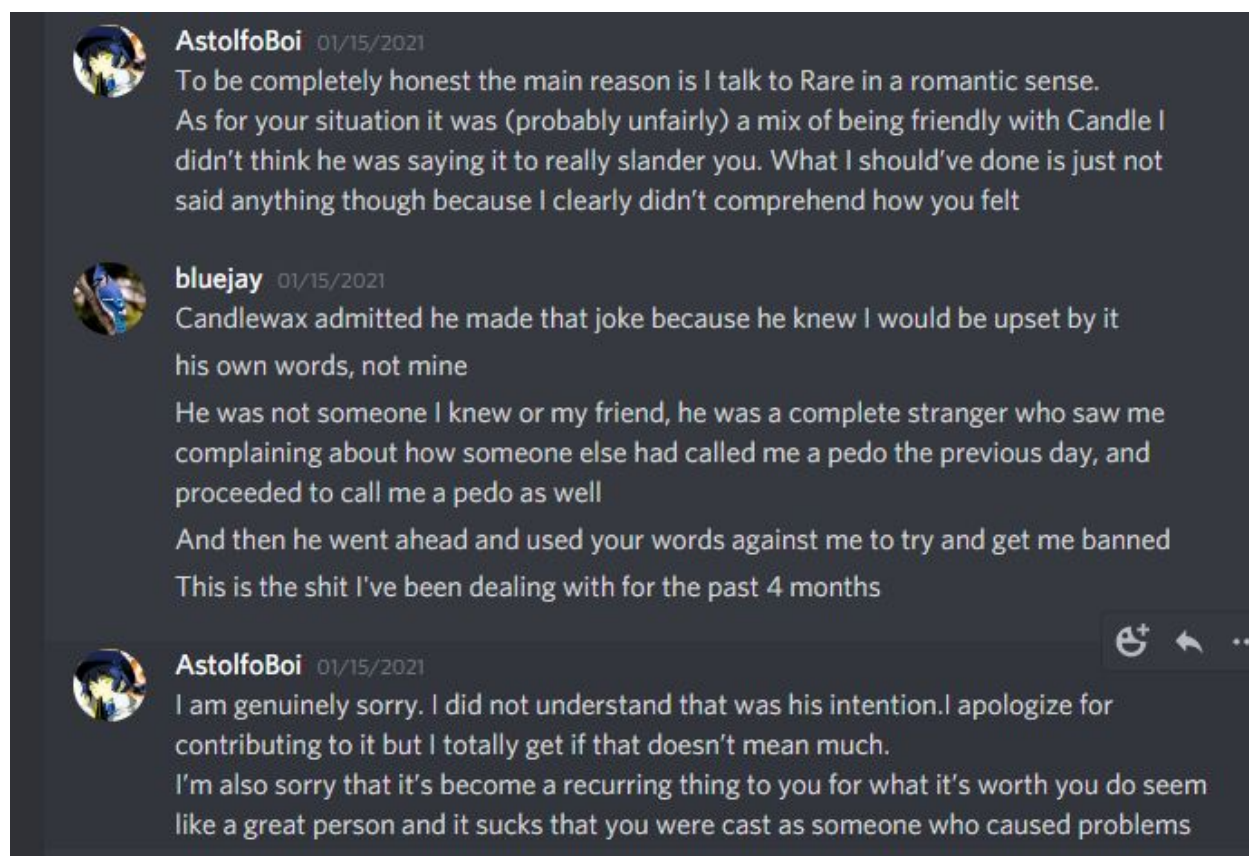 AstolfoBoi 01/15/2021
To be completely honest the main reason is I talk to Rare in a romantic sense.
As for your situation it was (probably unfairly) a mix of being friendly with Candle I
didn't think he was saying it to really slander you. What I should've done is just not
said anything though because I clearly didn't comprehend how you felt
bluejay 01/15/2021
Candlewax admitted he made that joke because he knew I would be upset by it
his own words, not mine
He was not someone I knew or my friend, he was a complete stranger who saw me
complaining about how someone else had called me a pedo the previous day, and
proceeded to call me a pedo as well
And then he went ahead and used your words against me to try and get me banned
This is the shit I've been dealing with for the past 4 months
AstolfoBoi 01/15/2021
I am genuinely sorry. I did not understand that was his intention.I apologize for
contributing to it but I totally get if that doesn't mean much.
I'm also sorry that it's become a recurring thing to you for what it's worth you do seem
like a great person and it sucks that you were cast as someone who caused problems